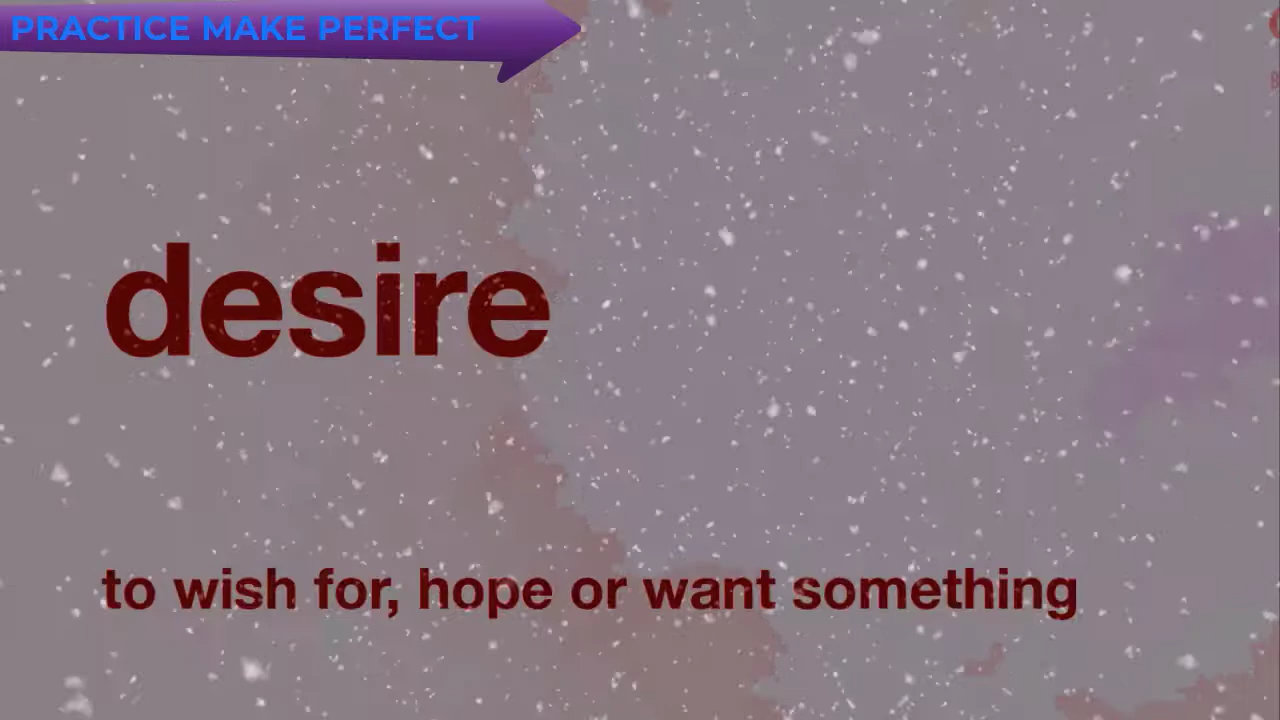 PRACTICE MAKE PERFECT
desire
to wish for, hope or want something